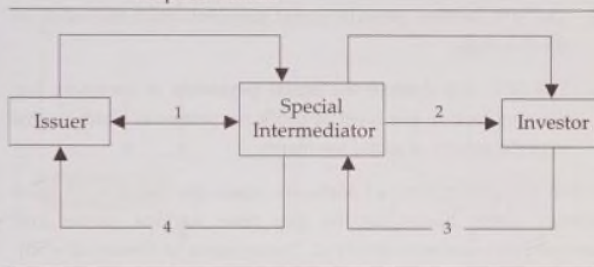 Issuer
1
Special
Intermediator
2
Investor
4
3